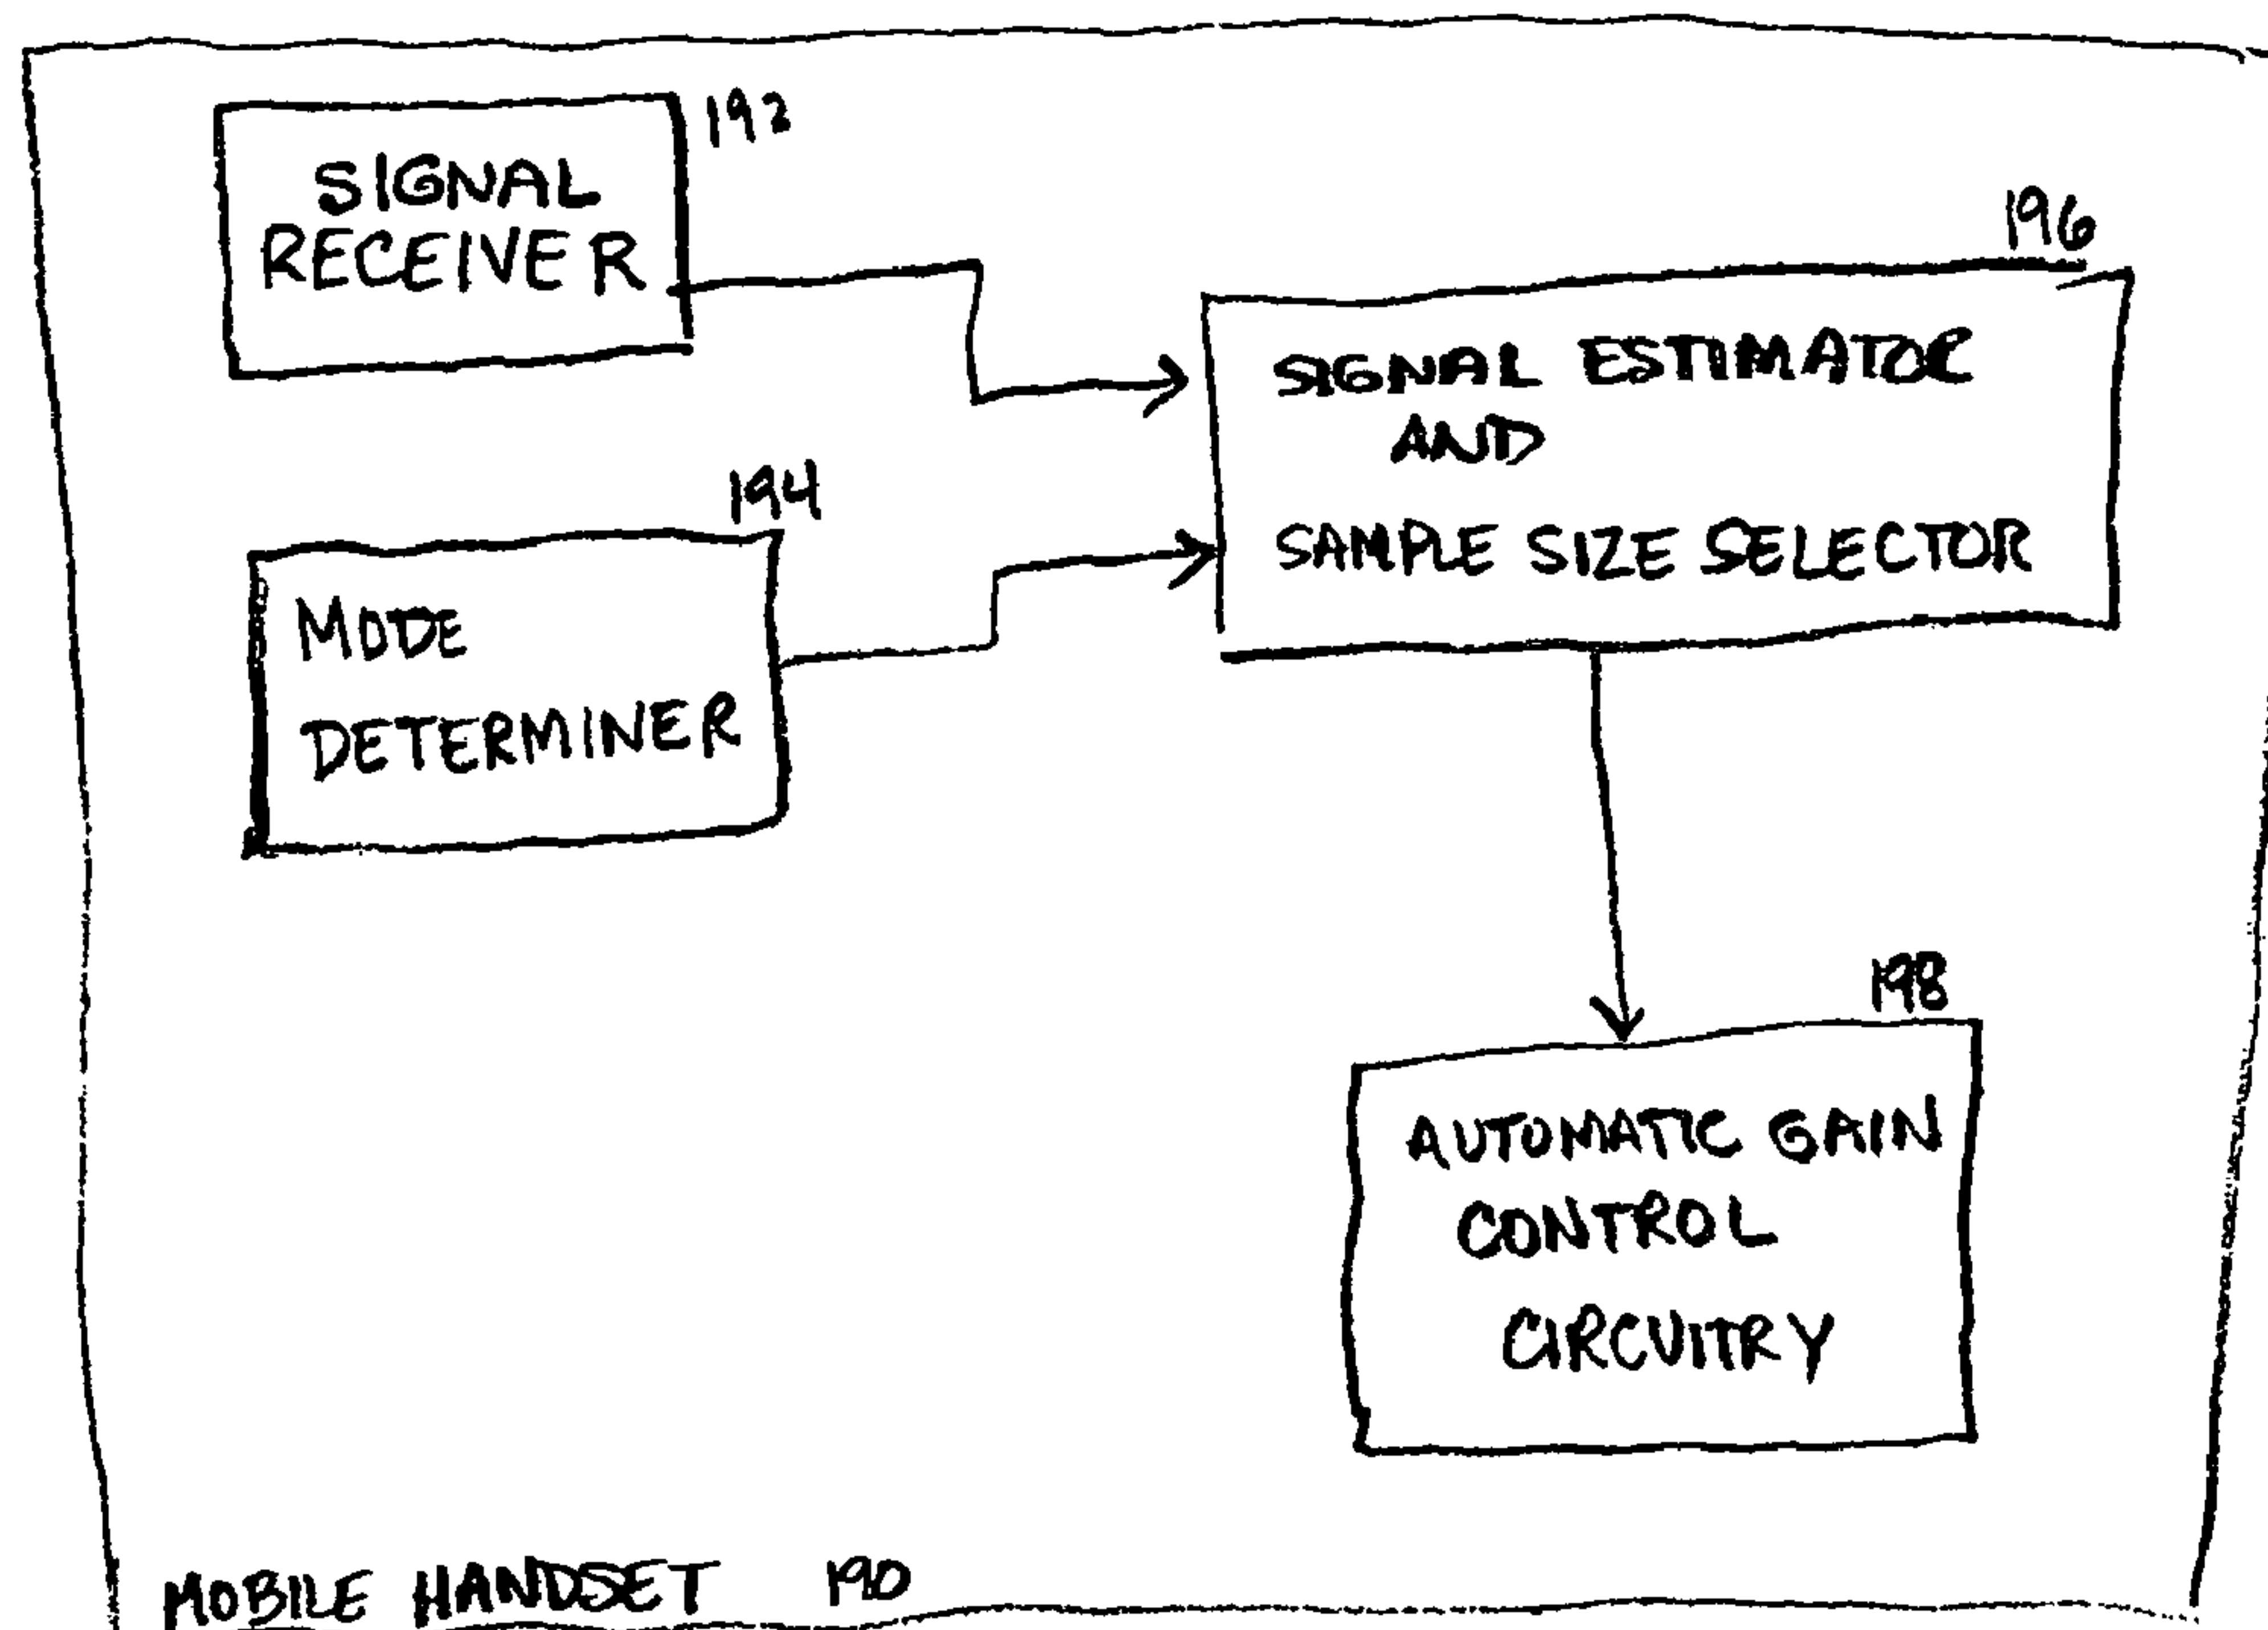 192
SIGNAL
RECEIVER
196
SIGNAL ESTIMATOR
AND
SAMPLE SIZE SELECTOR
194
MODE
DETERMINER
198
AUTOMATIC GAIN
CONTROL
CIRCUITRY
MOBILE HANDSET 190